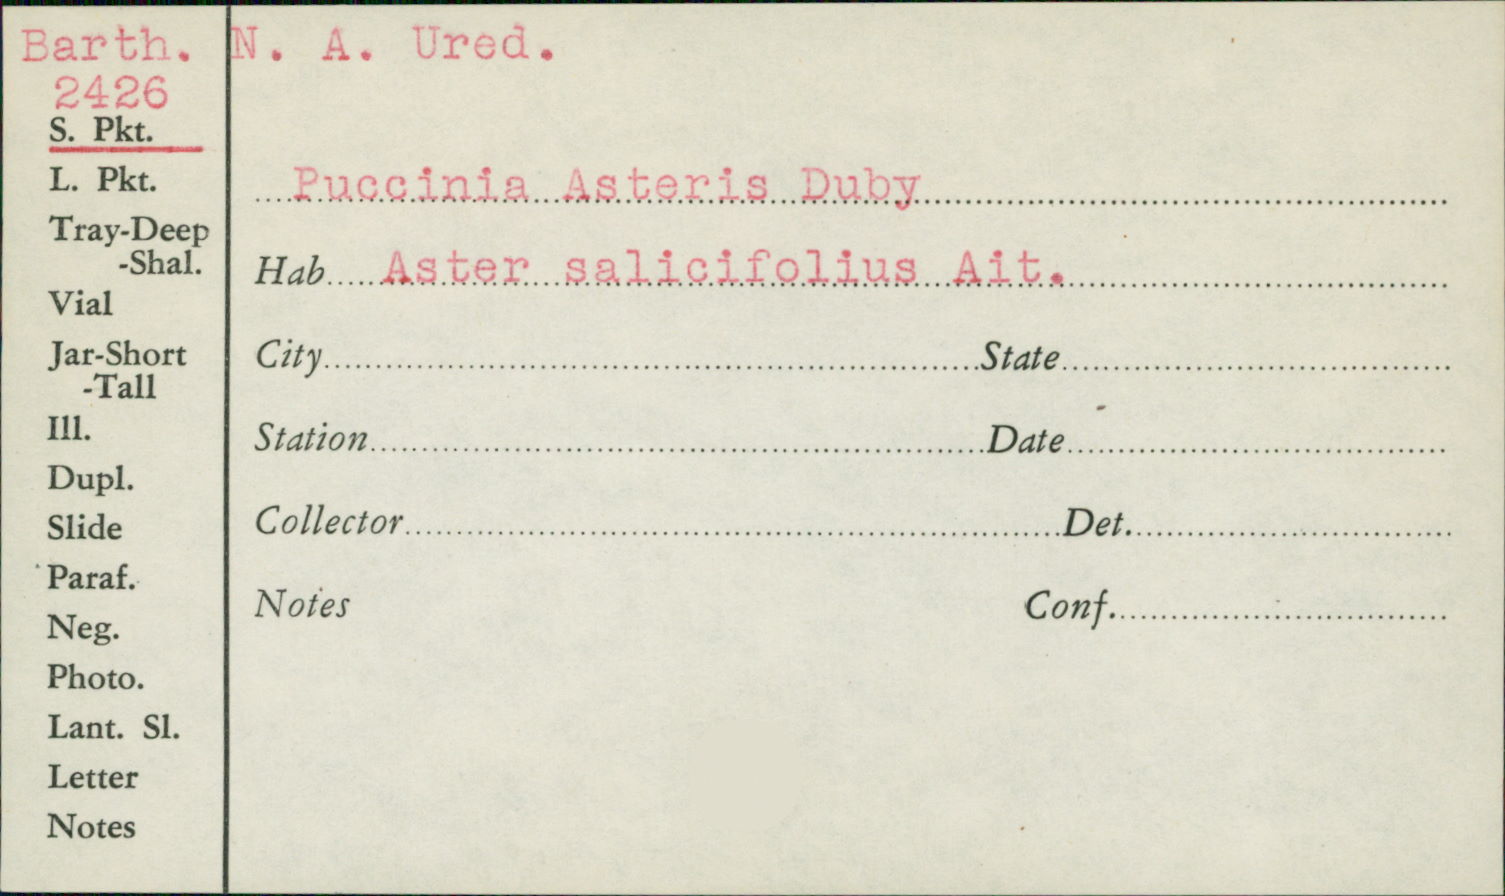 Barth. N. A. Ured.
2426
S. Pkt.
L. Pkt.
Puccinia Asteris Duby
Tray-Deep
-Shal.
Hab. Aster salicifolius Ait.
Vial
Jar-Short
-Tall
City State
Ill.
Station Date
Dupl.
Slide
Collector Det.
Paraf.
Notes Conf.
Neg.
Photo.
Lant. Sl.
Letter
Notes